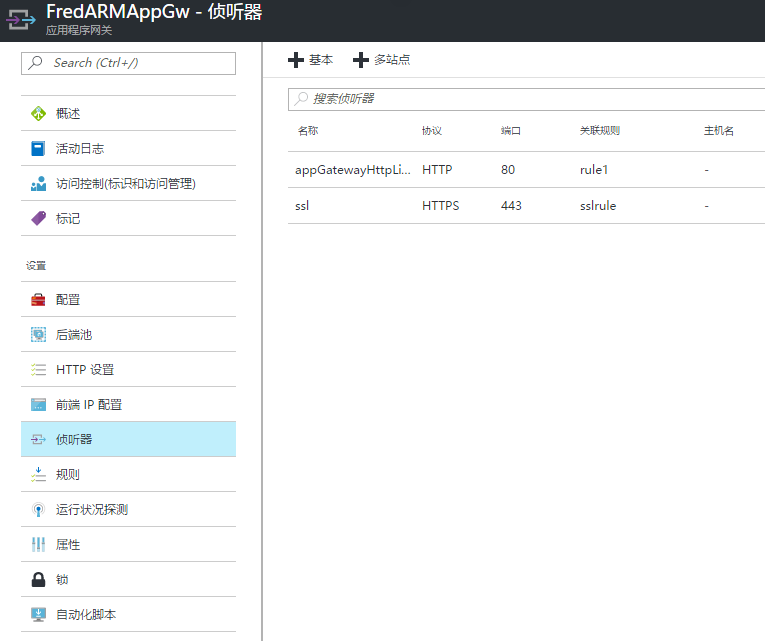 FredARMAppGw - 侦听器
应用程序网关
Search (Ctrl+/)
概述
活动日志
访问控制(标识和访问管理)
标记
设置
配置
后端池
HTTP 设置
前端 IP 配置
侦听器
规则
运行状况探测
属性
锁
自动化脚本
基本 多站点
搜索侦听器
名称 协议 端口 关联规则 主机名
appGatewayHttpLi... HTTP 80 rule1 -
ssl HTTPS 443 sslrule -